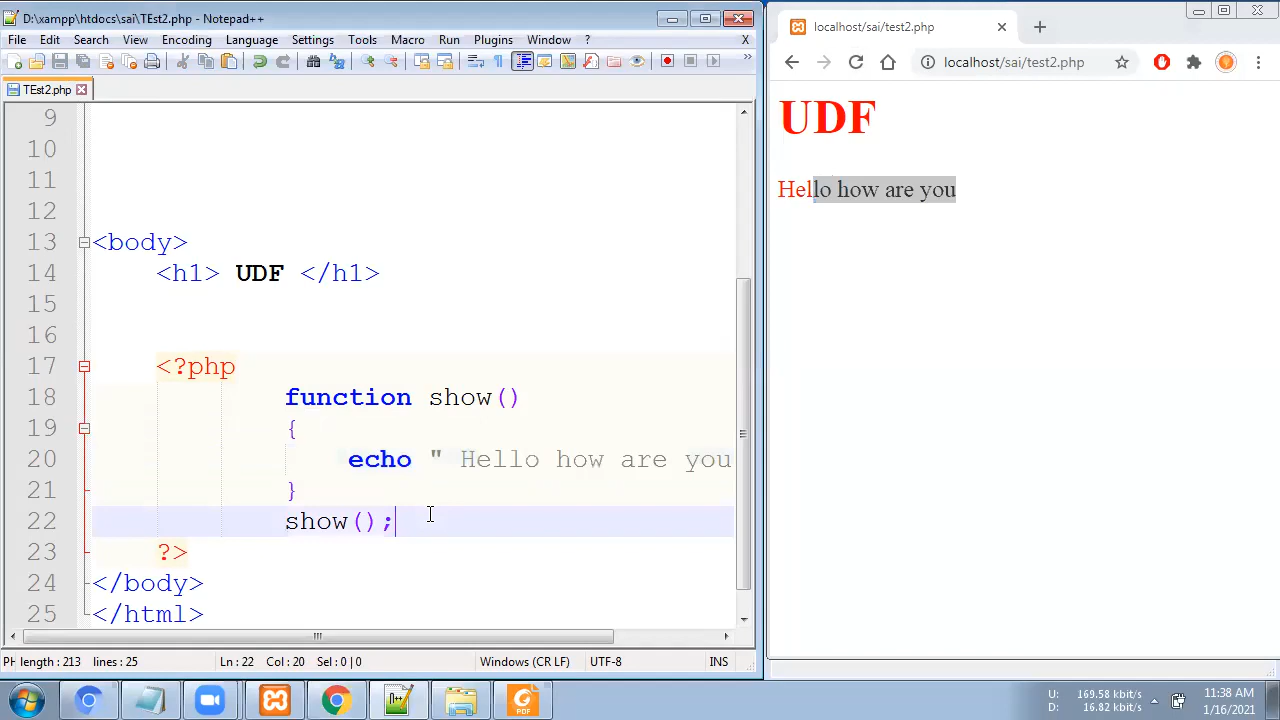 D:\xampp\htdocs\sai\TEst2.php - Notepad++
File Edit Search View Encoding Language Settings Tools Macro Run Plugins Window ? X
TEst2.php
9
10
11
12
13 <body>
14 <h1> UDF </h1>
15
16
17 <?php
18 function show()
19 {
20 echo " Hello how are you
21 }
22 show();
23 ?>
24 </body>
25 </html>
length : 213 lines : 25 Ln : 22 Col : 20 Sel : 0 | 0 Windows (CR LF) UTF-8 INS
localhost/sai/test2.php
localhost/sai/test2.php
UDF
Hello how are you
PDF
U: 169.58 kbit/s
D: 16.82 kbit/s
11:38 AM
1/16/2021